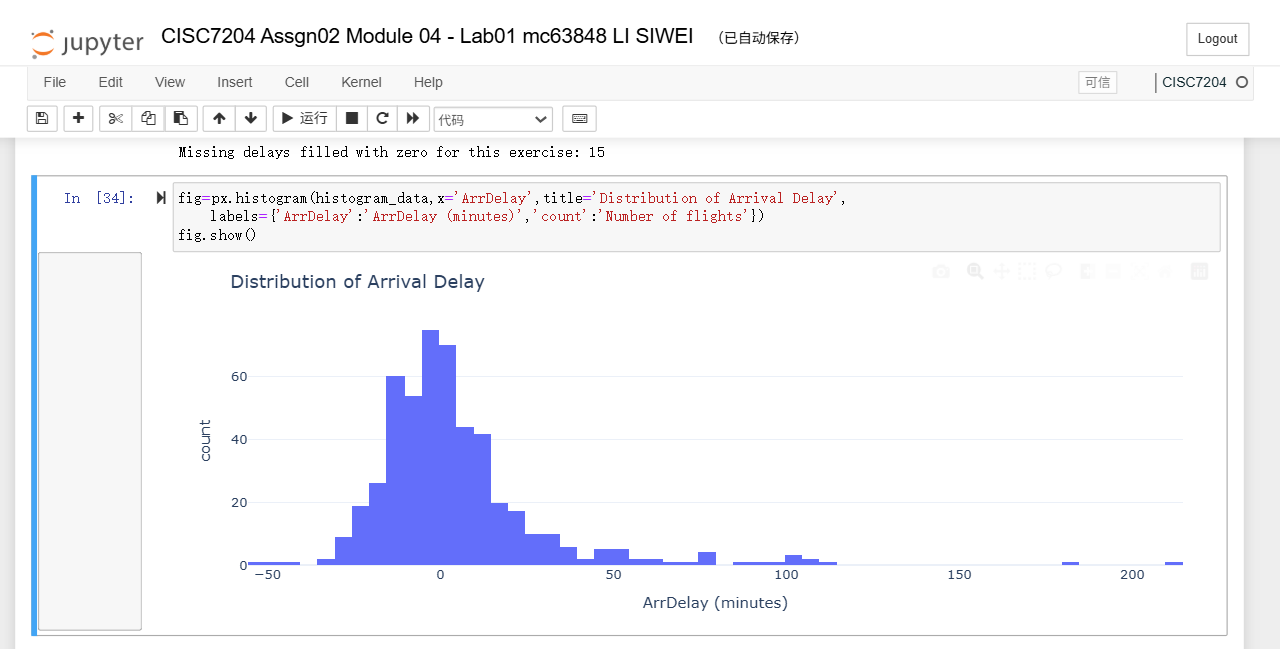 jupyter CISC7204 Assgn02 Module 04 - Lab01 mc63848 LI SIWEI (已自动保存) Logout
File Edit View Insert Cell Kernel Help 可信 CISC7204
运行 代码
Missing delays filled with zero for this exercise: 15
In [34]: fig=px.histogram(histogram_data,x='ArrDelay',title='Distribution of Arrival Delay',
labels={'ArrDelay':'ArrDelay (minutes)','count':'Number of flights'})
fig.show()
Distribution of Arrival Delay
60
40
20
0
count
−50 0 50 100 150 200
ArrDelay (minutes)